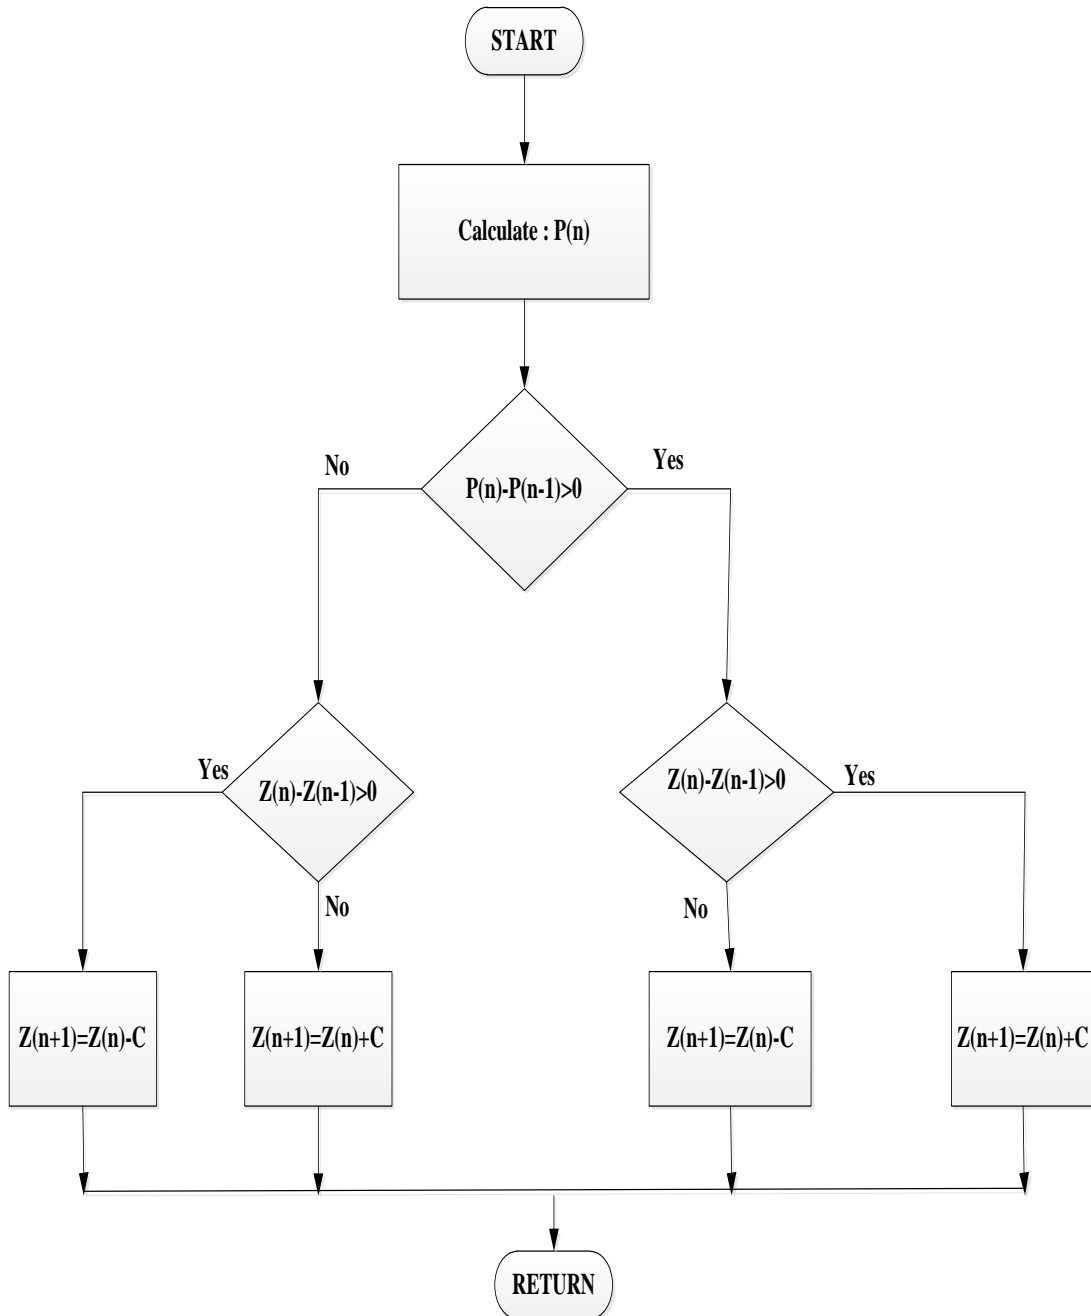 START
Calculate : P(n)
No
Yes
P(n)-P(n-1)>0
Yes
Z(n)-Z(n-1)>0
Z(n)-Z(n-1)>0
Yes
No
No
Z(n+1)=Z(n)-C
Z(n+1)=Z(n)+C
Z(n+1)=Z(n)-C
Z(n+1)=Z(n)+C
RETURN